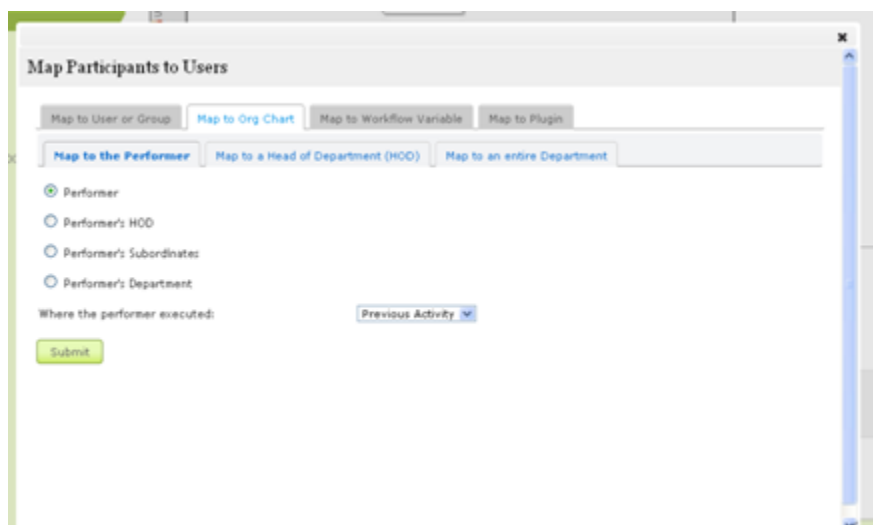 Map Participants to Users
Map to User or Group Map to Org Chart Map to Workflow Variable Map to Plugin
Map to the Performer Map to a Head of Department (HOD) Map to an entire Department
Performer
Performer's HOD
Performer's Subordinates
Performer's Department
Where the performer executed: Previous Activity
Submit